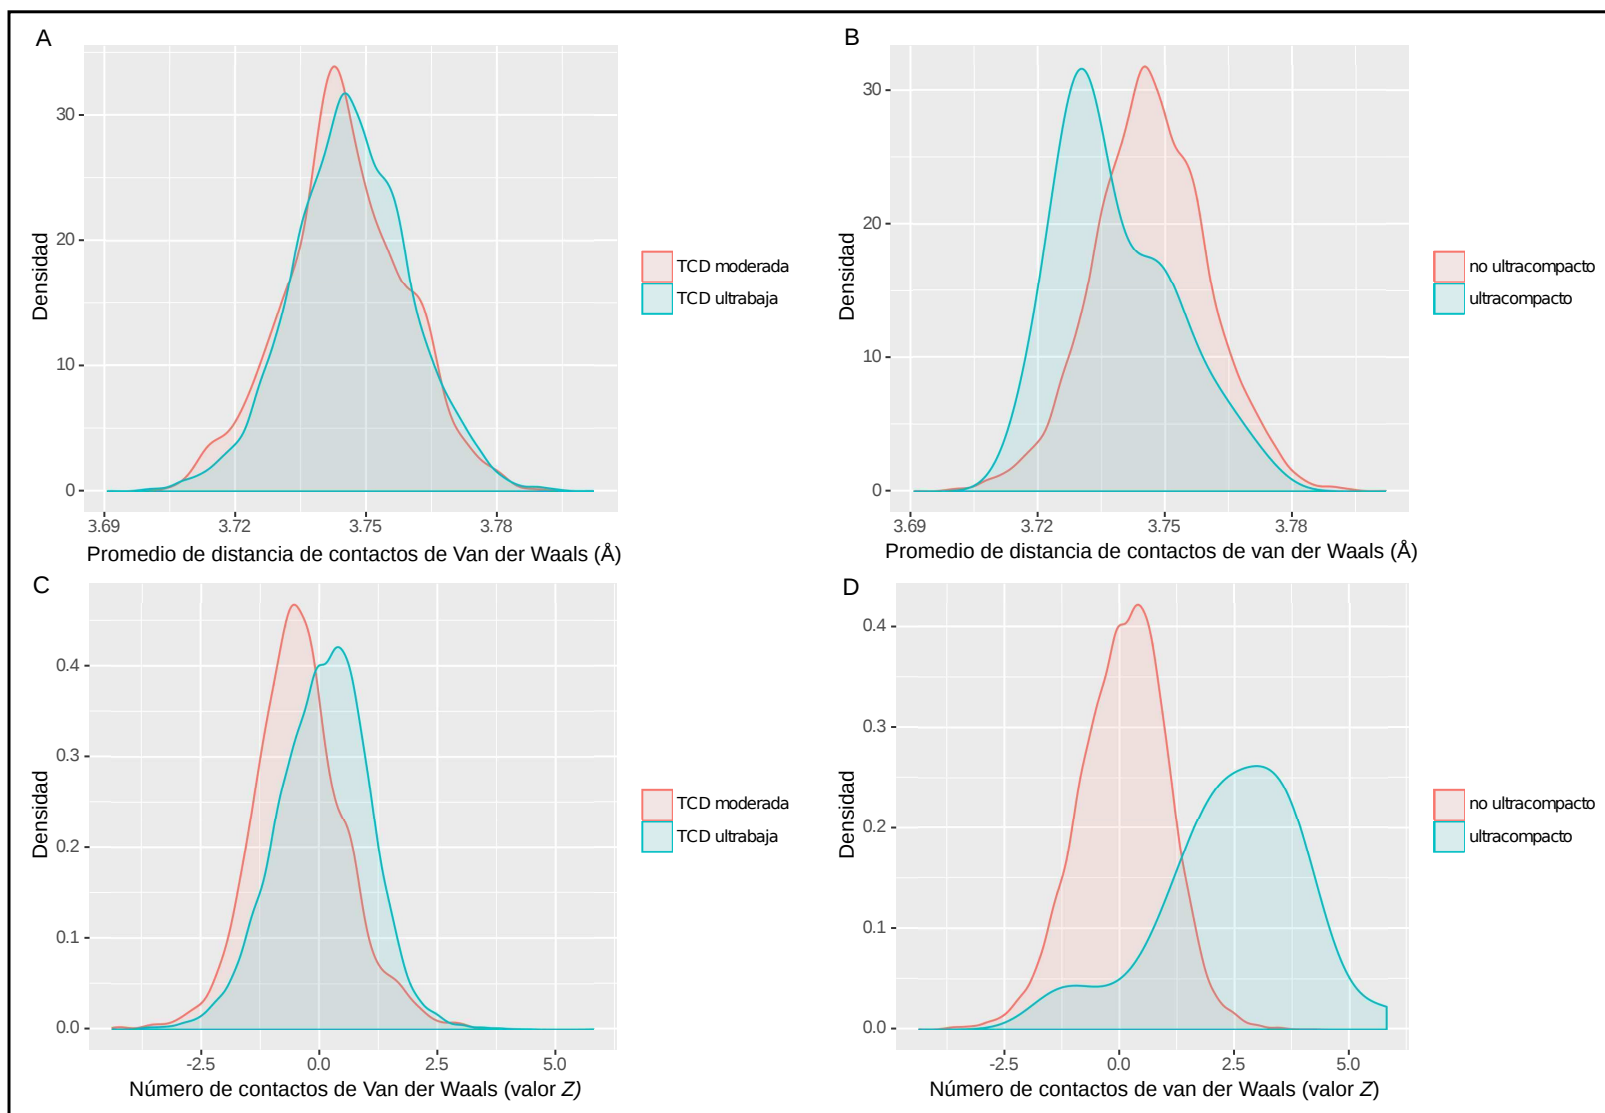 A
30
20
10
0
Densidad
3.69 3.72 3.75 3.78
Promedio de distancia de contactos de Van der Waals (Å)
TCD moderada
TCD ultrabaja
B
30
20
10
0
Densidad
3.69 3.72 3.75 3.78
Promedio de distancia de contactos de van der Waals (Å)
no ultracompacto
ultracompacto
C
0.4
0.3
0.2
0.1
0.0
Densidad
-2.5 0.0 2.5 5.0
Número de contactos de Van der Waals (valor Z)
TCD moderada
TCD ultrabaja
D
0.4
0.3
0.2
0.1
0.0
Densidad
-2.5 0.0 2.5 5.0
Número de contactos de van der Waals (valor Z)
no ultracompacto
ultracompacto